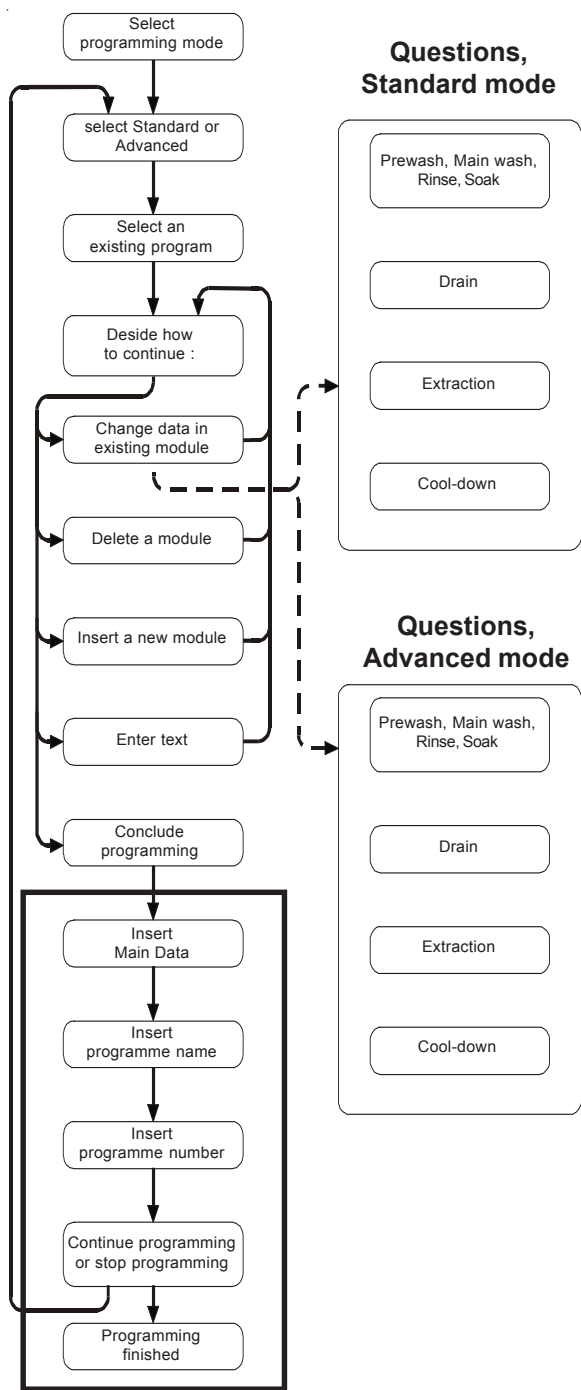 Select
programming mode
select Standard or
Advanced
Select an
existing program
Deside how
to continue :
Change data in
existing module
Delete a module
Insert a new module
Enter text
Conclude
programming
Insert
Main Data
Insert
programme name
Insert
programme number
Continue programming
or stop programming
Programming
finished
Questions,
Standard mode
Prewash, Main wash,
Rinse, Soak
Drain
Extraction
Cool-down
Questions,
Advanced mode
Prewash, Main wash,
Rinse, Soak
Drain
Extraction
Cool-down